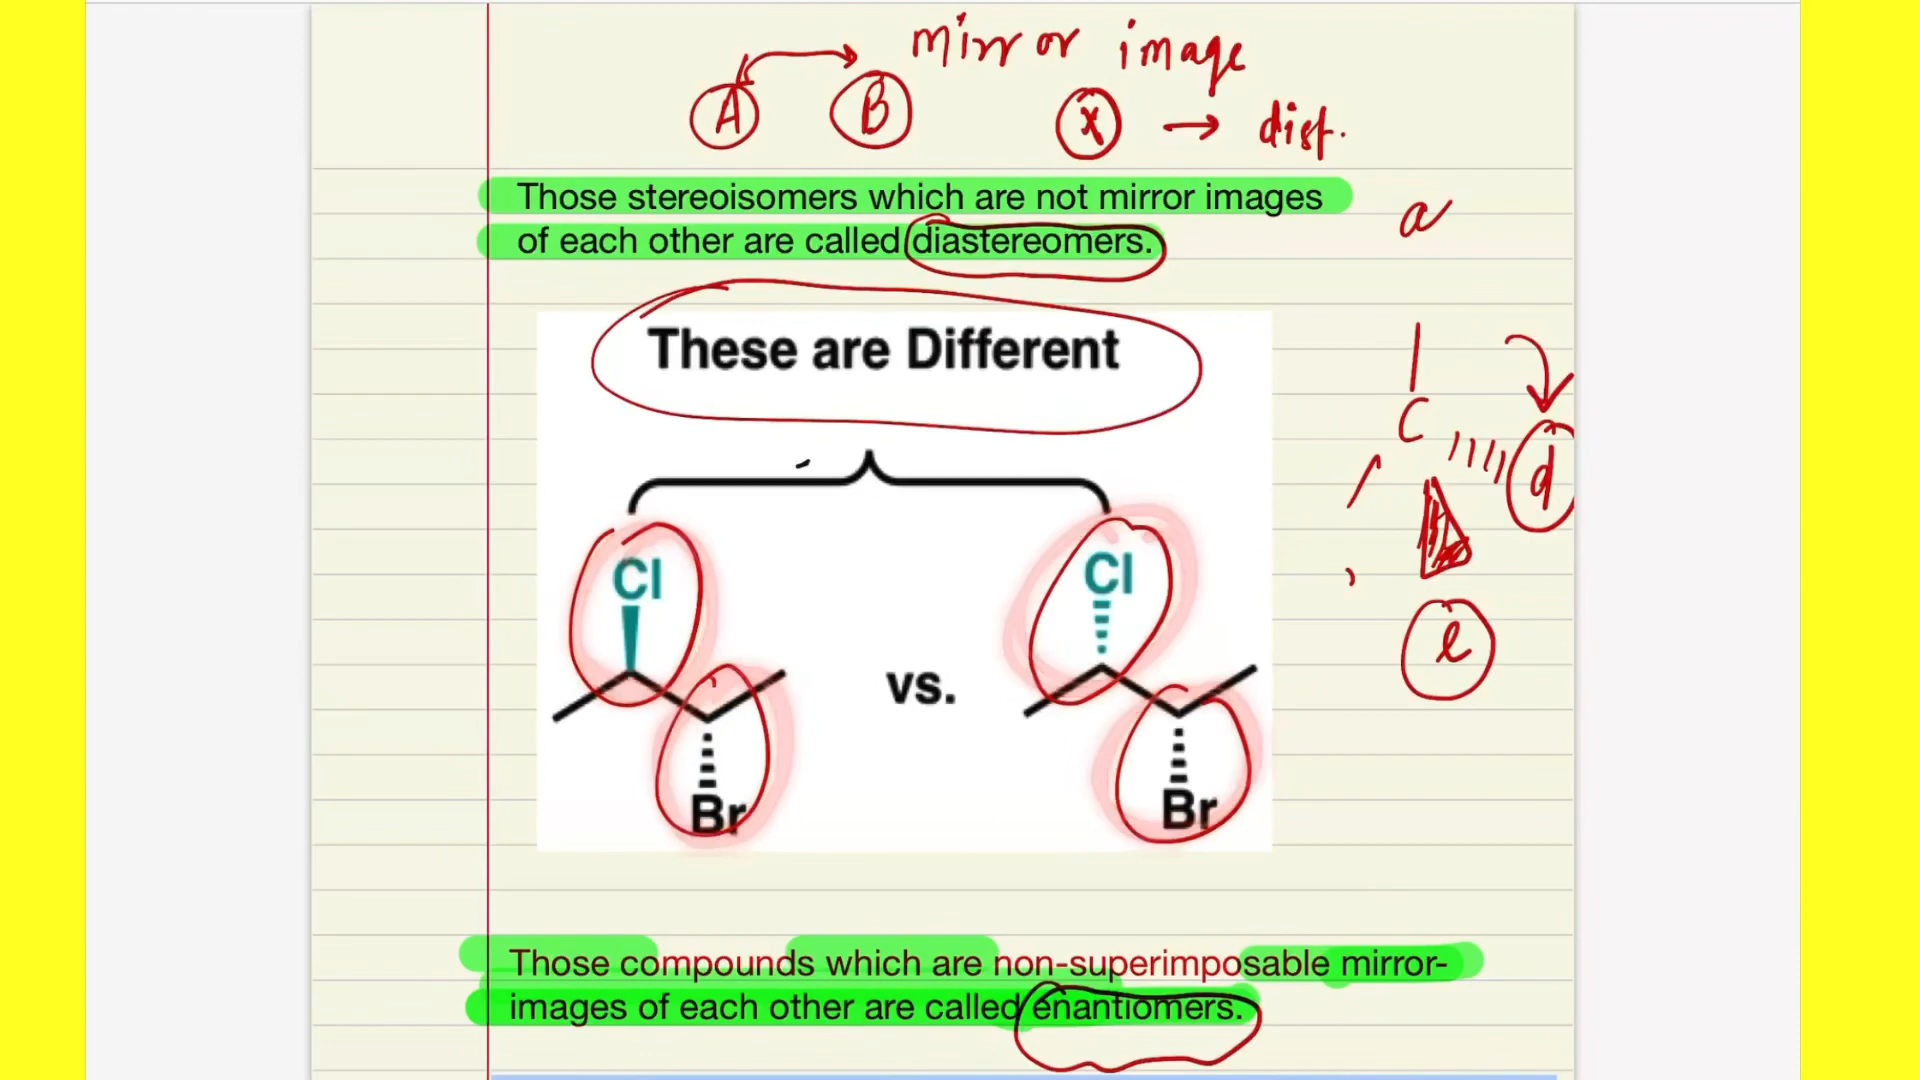 mirror image
A B x → dist.
Those stereoisomers which are not mirror images
of each other are called diastereomers.
a
These are Different
C
d
Cl Cl
l
vs.
Br Br
Those compounds which are non-superimposable mirror-
images of each other are called enantiomers.